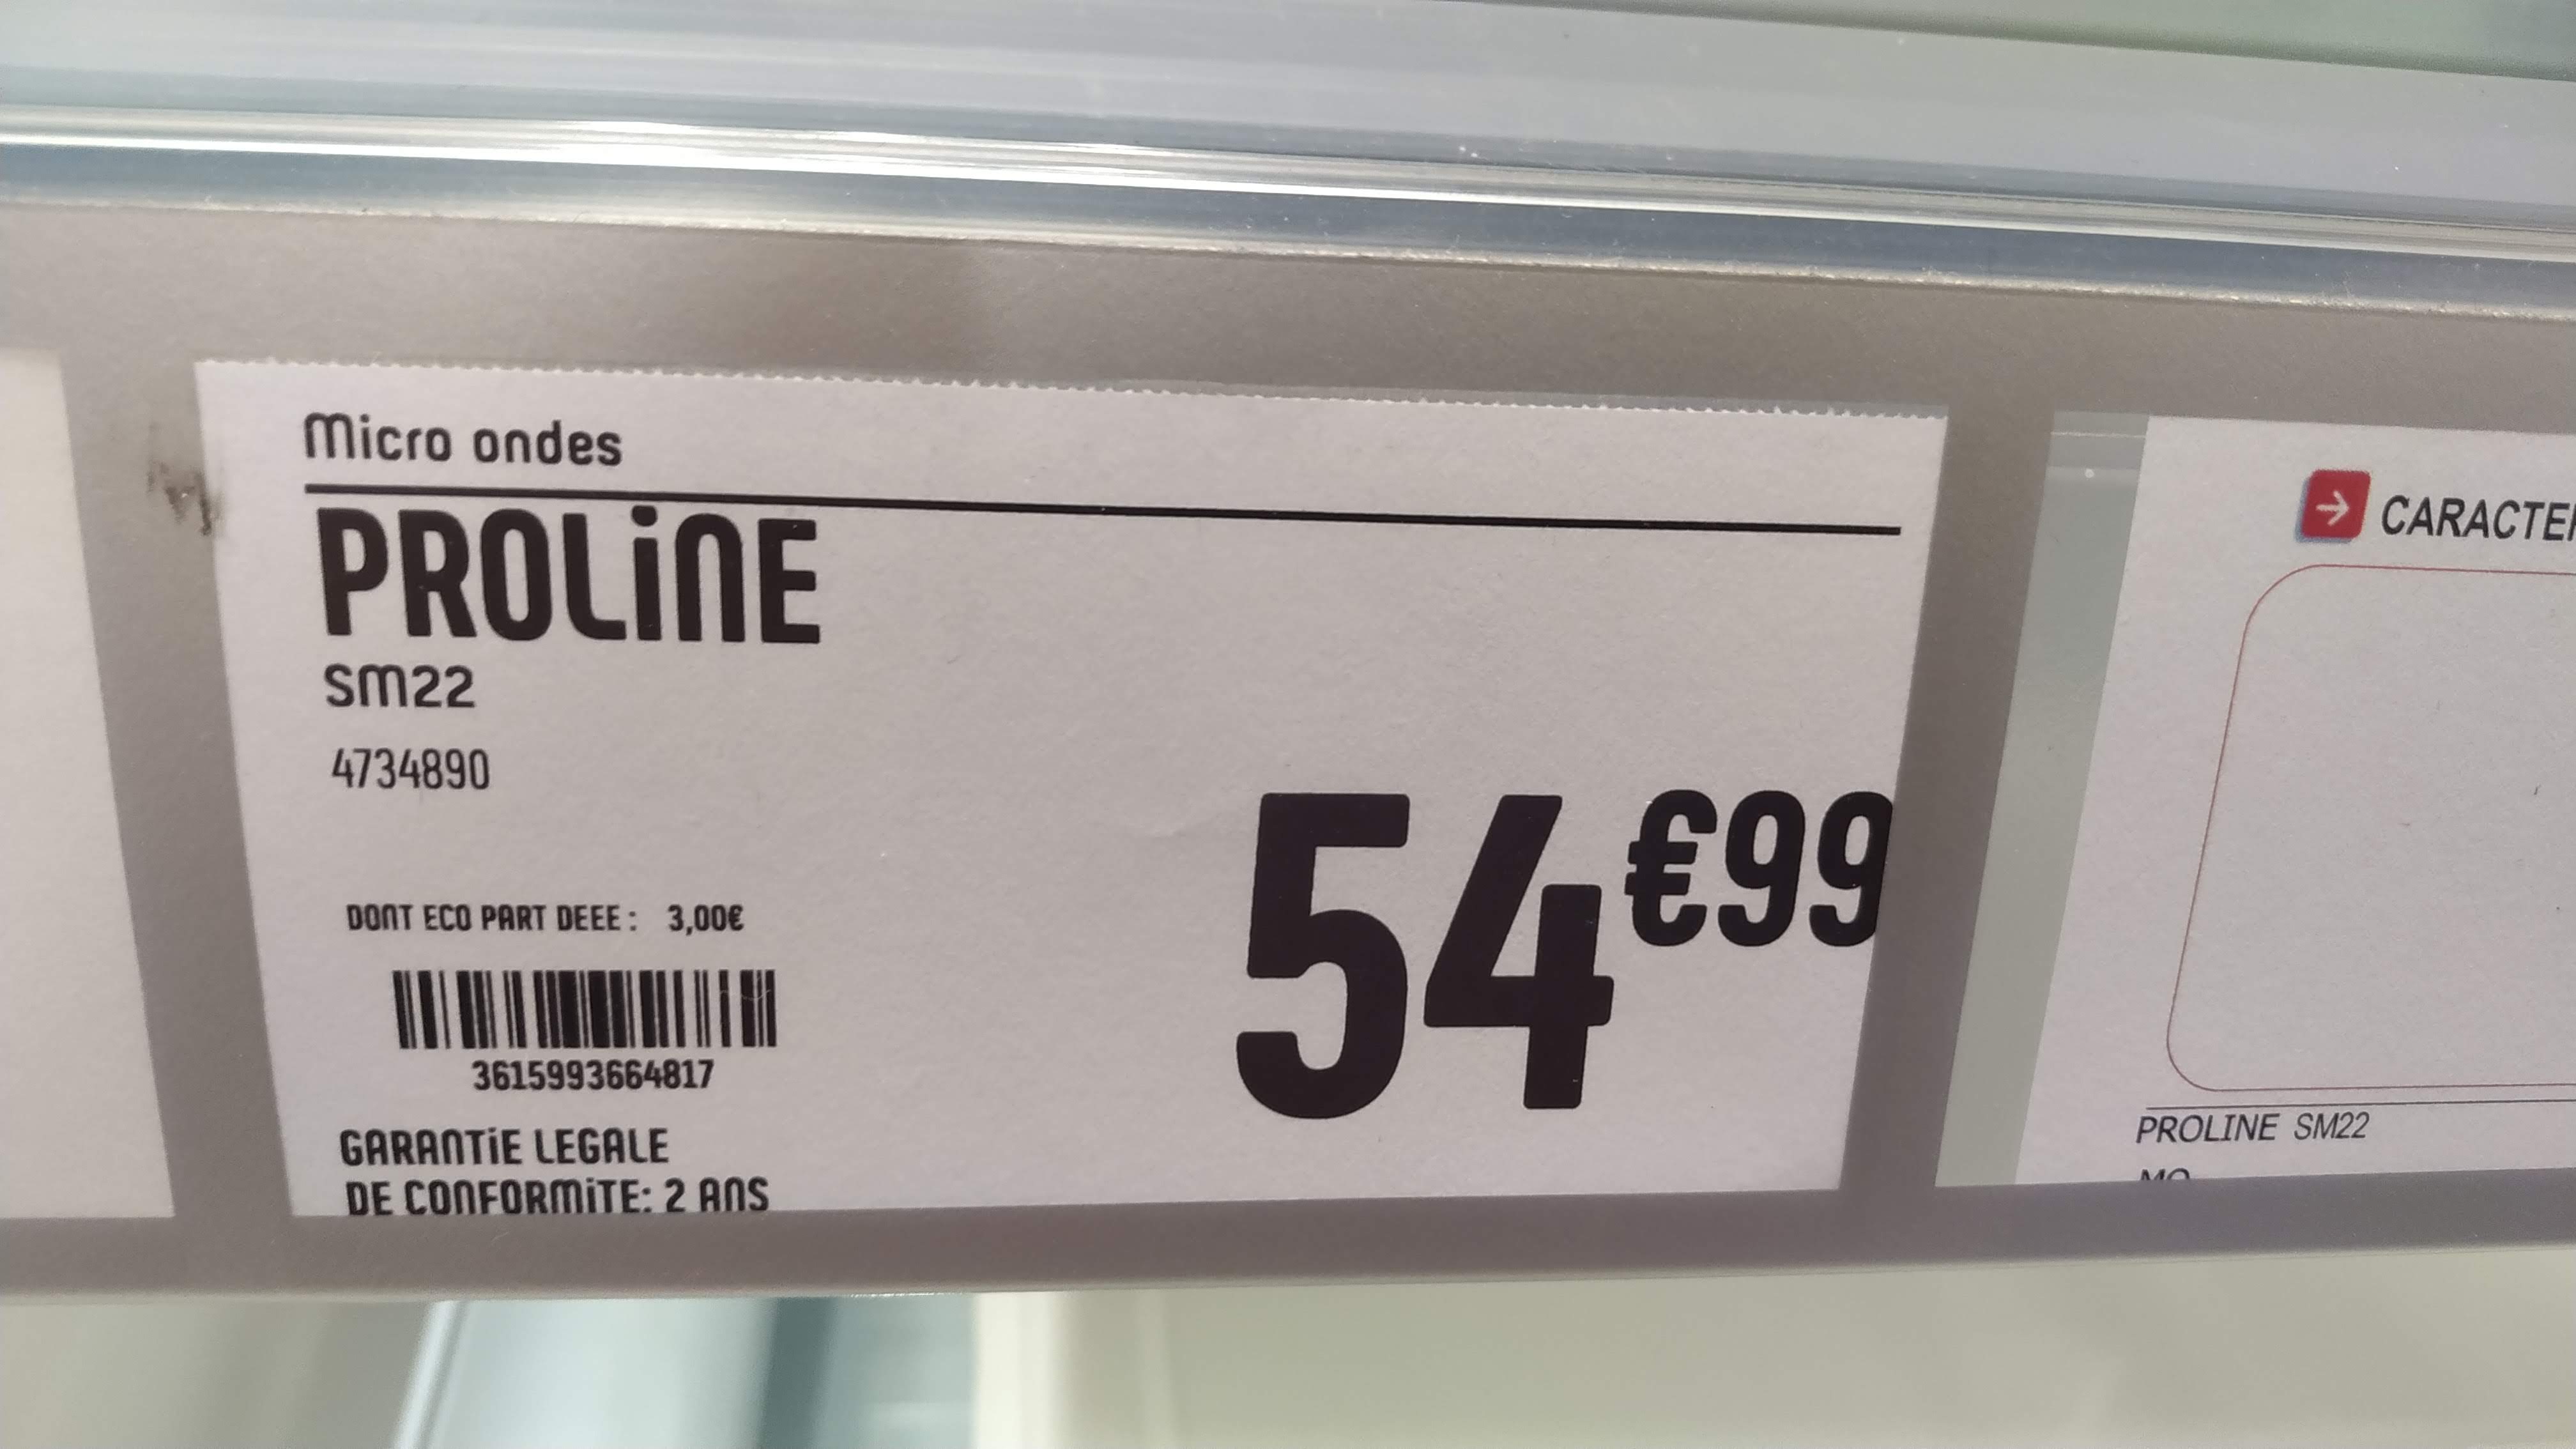 Micro ondes
PROLiNE
SM22
4734890
54€99
DONT ECO PART DEEE : 3,00€
3615993664817
GARANTiE LEGALE
DE CONFORMiTE: 2 ANS
CARACTE
PROLINE SM22
MO